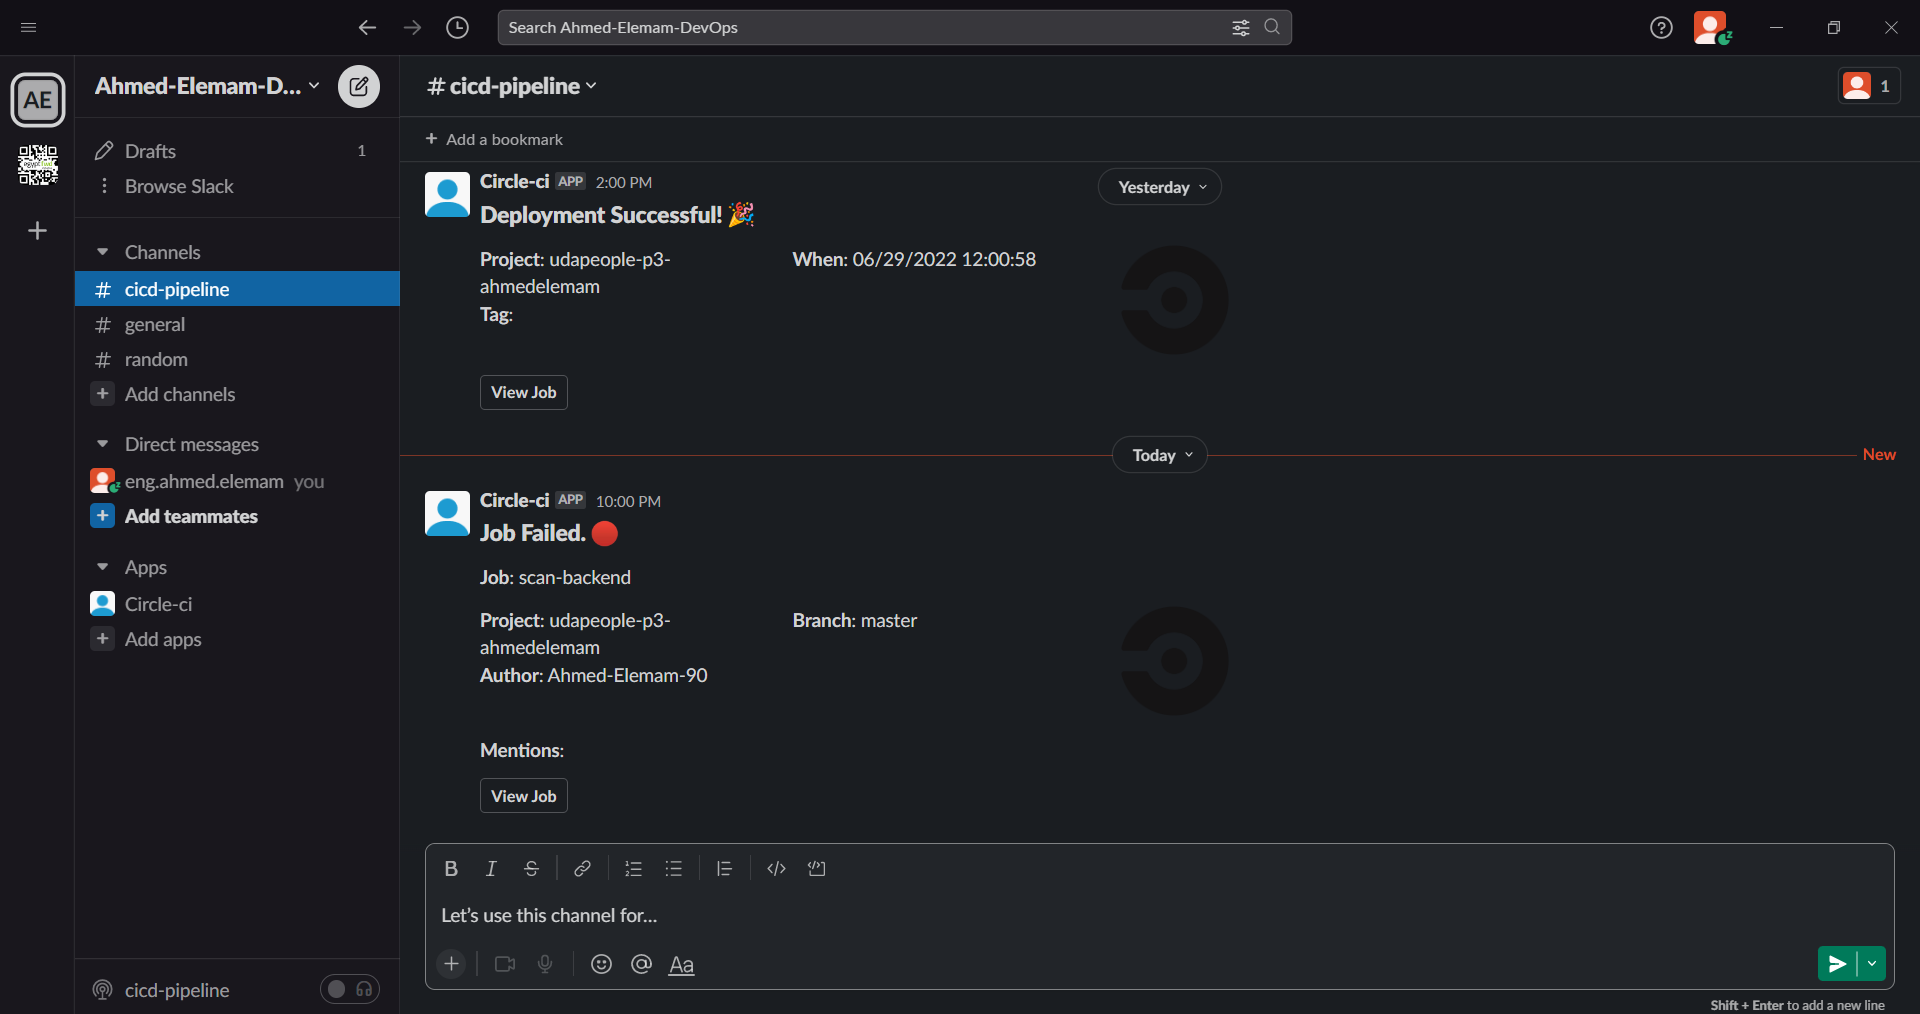 Search Ahmed-Elemam-DevOps
AE
Ahmed-Elemam-D...
Drafts 1
Browse Slack
Channels
# cicd-pipeline
# general
# random
+ Add channels
Direct messages
eng.ahmed.elemam you
+ Add teammates
Apps
Circle-ci
+ Add apps
cicd-pipeline
# cicd-pipeline
1
+ Add a bookmark
Yesterday
Circle-ci APP 2:00 PM
Deployment Successful! 🎉
Project: udapeople-p3-
ahmedelemam
When: 06/29/2022 12:00:58
Tag:
View Job
Today
New
Circle-ci APP 10:00 PM
Job Failed. 🔴
Job: scan-backend
Project: udapeople-p3-
ahmedelemam
Branch: master
Author: Ahmed-Elemam-90
Mentions:
View Job
B I S
Let's use this channel for...
+ @ Aa
Shift + Enter to add a new line